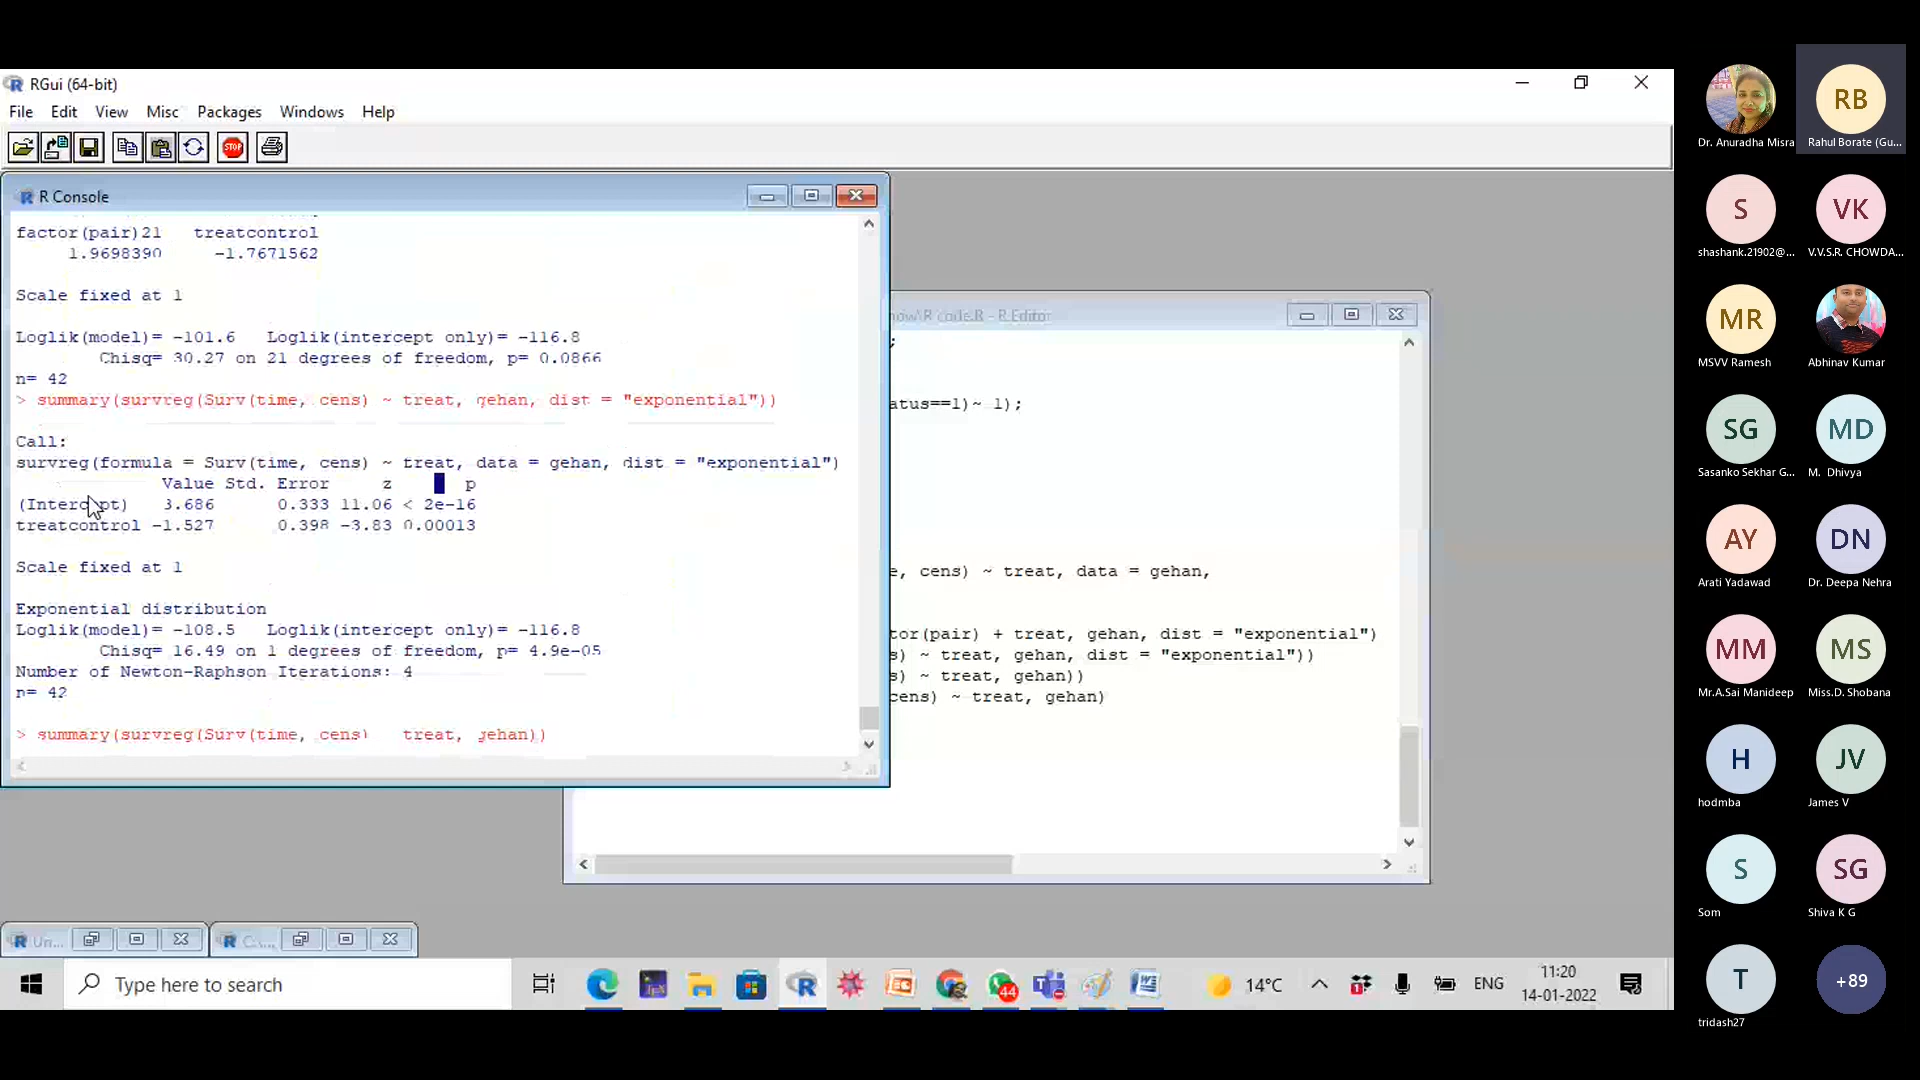 RGui (64-bit)
File Edit View Misc Packages Windows Help
STOP
R Console
factor(pair)21 treatcontrol
1.9698390 -1.7671562
Scale fixed at 1
Loglik(model)= -101.6 Loglik(intercept only)= -116.8
Chisq= 30.27 on 21 degrees of freedom, p= 0.0866
n= 42
> summary(survreg(Surv(time, cens) ~ treat, gehan, dist = "exponential"))
Call:
survreg(formula = Surv(time, cens) ~ treat, data = gehan, dist = "exponential")
Value Std. Error z p
(Intercept) 3.686 0.333 11.06 < 2e-16
treatcontrol -1.527 0.398 -3.83 0.00013
Scale fixed at 1
Exponential distribution
Loglik(model)= -108.5 Loglik(intercept only)= -116.8
Chisq= 16.49 on 1 degrees of freedom, p= 4.9e-05
Number of Newton-Raphson Iterations: 4
n= 42
> summary(survreg(Surv(time, cens) treat, gehan))
now\R code.R - R Editor
;
atus==1)~ 1);
e, cens) ~ treat, data = gehan,
tor(pair) + treat, gehan, dist = "exponential")
s) ~ treat, gehan, dist = "exponential"))
s) ~ treat, gehan))
cens) ~ treat, gehan)
Un...
C:...
Type here to search
44
14°C
ENG
11:20
14-01-2022
Dr. Anuradha Misra
RB
Rahul Borate (Gu...
S
shashank.21902@...
VK
V.V.S.R. CHOWDA...
MR
MSVV Ramesh
Abhinav Kumar
SG
Sasanko Sekhar G...
MD
M. Dhivya
AY
Arati Yadawad
DN
Dr. Deepa Nehra
MM
Mr.A.Sai Manideep
MS
Miss.D. Shobana
H
hodmba
JV
James V
S
Som
SG
Shiva K G
T
tridash27
+89